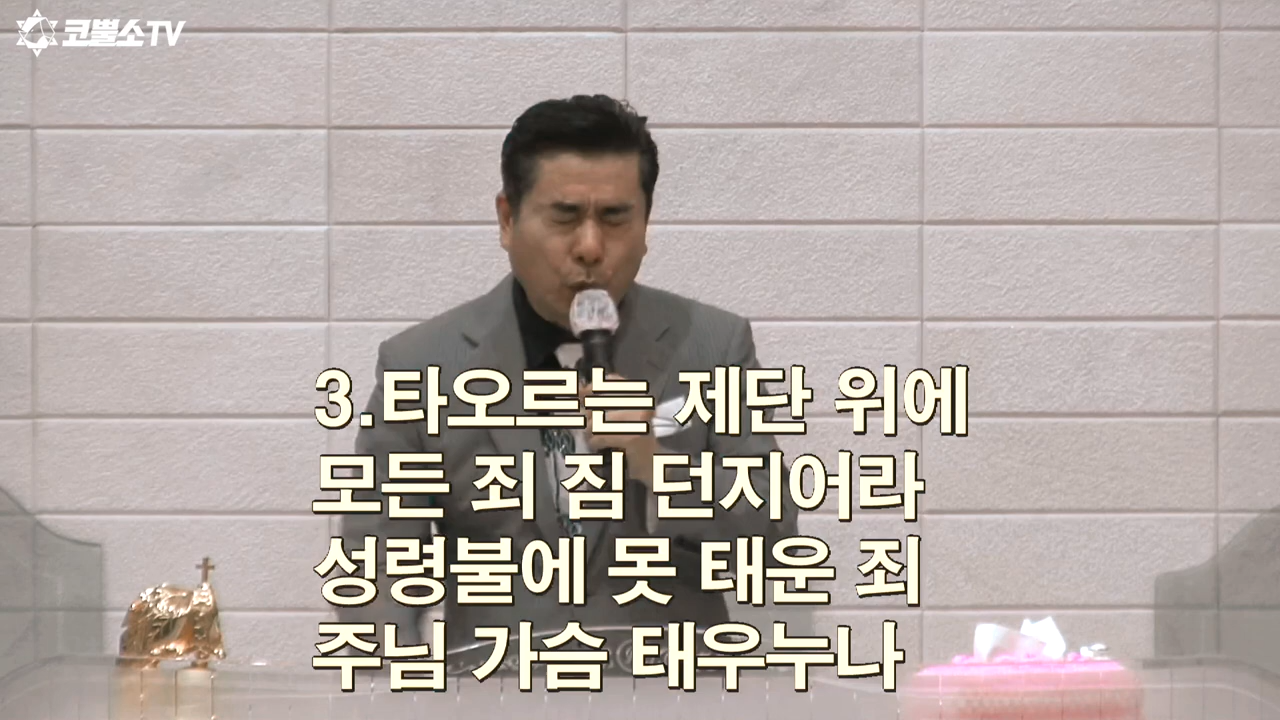 코뿔소TV
3.타오르는 제단 위에
모든 죄 짐 던지어라
성령불에 못 태운 죄
주님 가슴 태우누나